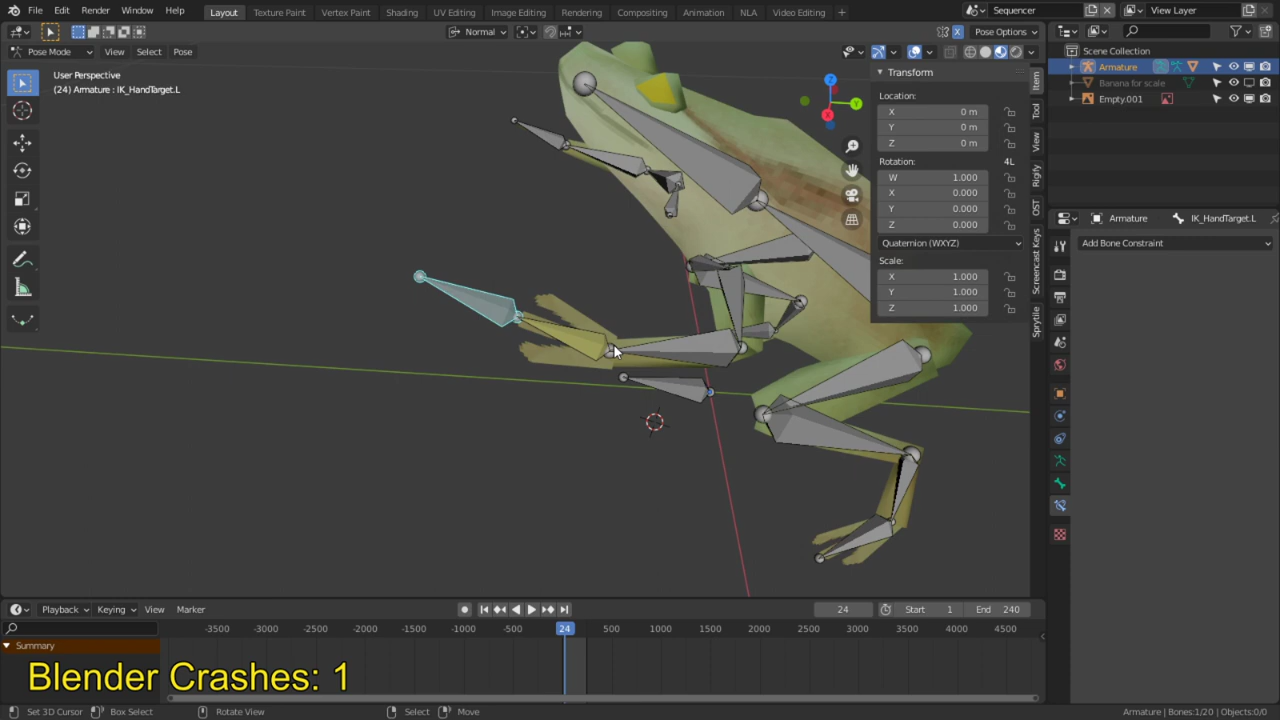 File Edit Render Window Help Layout Texture Paint Vertex Paint Shading UV Editing Image Editing Rendering Compositing Animation NLA Video Editing + Sequencer View Layer
Normal Pose Options
Pose Mode View Select Pose
User Perspective
(24) Armature : IK_HandTarget.L
Transform
Location:
X 0 m
Y 0 m
Z 0 m
Rotation: 4L
W 1.000
X 0.000
Y 0.000
Z 0.000
Quaternion (WXYZ)
Scale:
X 1.000
Y 1.000
Z 1.000
Z
Y
X
Item
Tool
View
Rigify
OST
Screencast Keys
Sprytile
Scene Collection
Armature
Banana for scale
Empty.001
Armature IK_HandTarget.L
Add Bone Constraint
Playback Keying View Marker 24 Start 1 End 240
-3500 -3000 -2500 -2000 -1500 -1000 -500 24 500 1000 1500 2000 2500 3000 3500 4000 4500
Summary
Blender Crashes: 1
Set 3D Cursor Box Select Rotate View Select Move Armature | Bones:1/20 | Objects:0/0